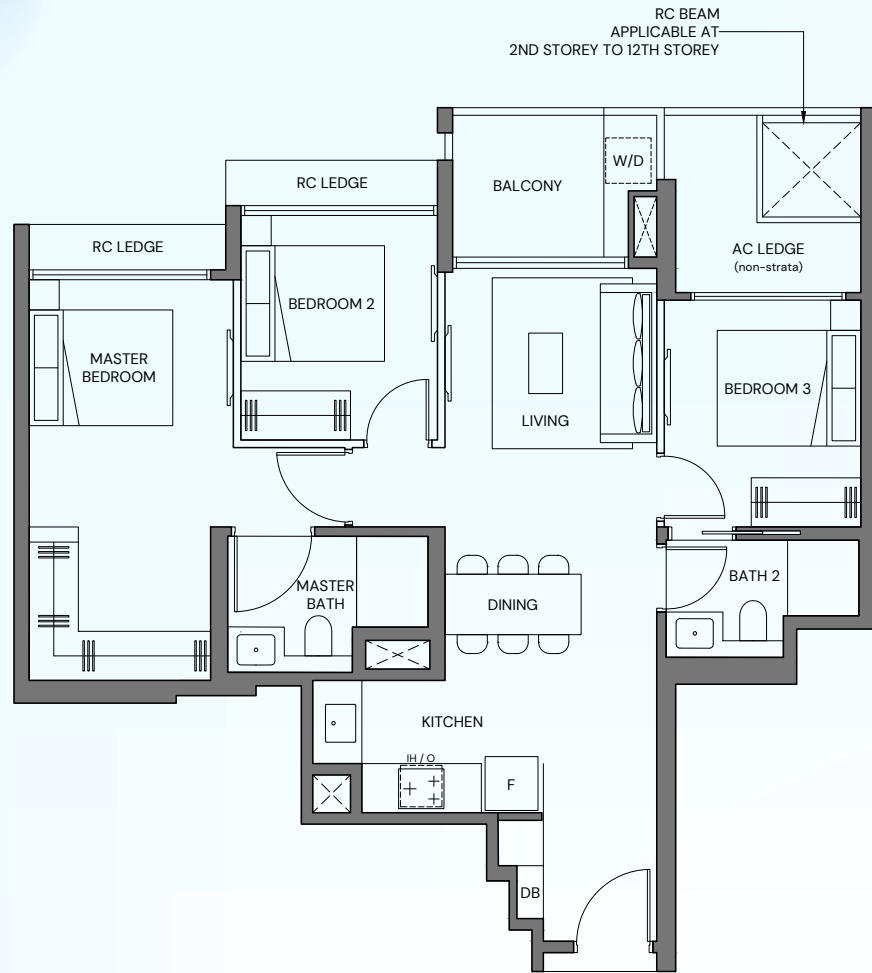 RC BEAM
APPLICABLE AT
2ND STOREY TO 12TH STOREY
W/D
RC LEDGE
BALCONY
RC LEDGE
AC LEDGE
(non-strata)
BEDROOM 2
MASTER
BEDROOM
BEDROOM 3
LIVING
MASTER
BATH
BATH 2
DINING
KITCHEN
IH / O
F
DB